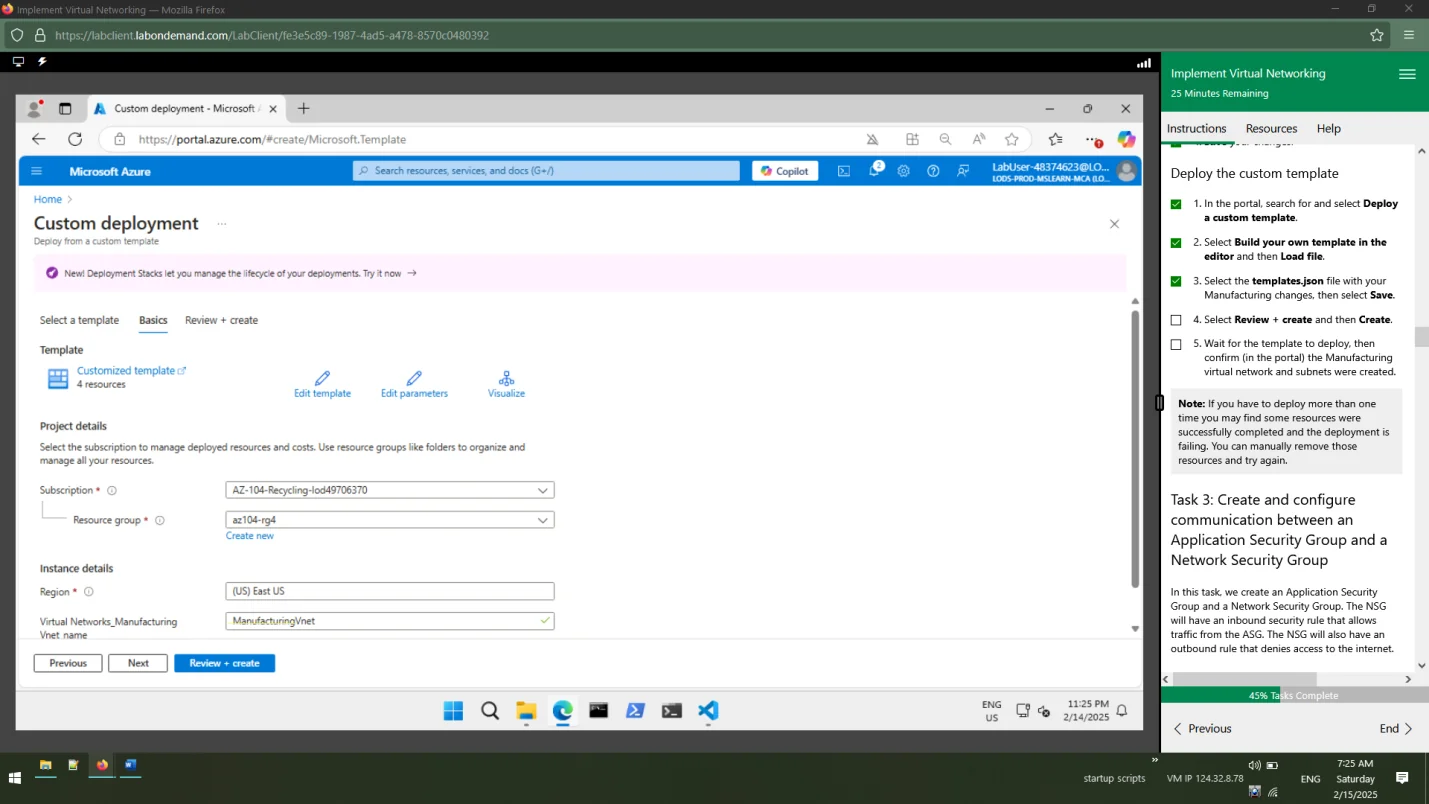 Implement Virtual Networking — Mozilla Firefox
https://labclient.labondemand.com/LabClient/fe3e5c89-1987-4ad5-a478-8570c0480392
Custom deployment - Microsoft A
https://portal.azure.com/#create/Microsoft.Template
Microsoft Azure
Search resources, services, and docs (G+/)
Copilot
2
LabUser-48374623@LO...
LODS-PROD-MSLEARN-MCA (LO...
Home >
Custom deployment
...
Deploy from a custom template
New! Deployment Stacks let you manage the lifecycle of your deployments. Try it now →
Select a template
Basics
Review + create
Template
Customized template
4 resources
Edit template
Edit parameters
Visualize
Project details
Select the subscription to manage deployed resources and costs. Use resource groups like folders to organize and
manage all your resources.
Subscription *
AZ-104-Recycling-lod49706370
Resource group *
az104-rg4
Create new
Instance details
Region *
(US) East US
Virtual Networks_Manufacturing
Vnet_name
ManufacturingVnet
Previous
Next
Review + create
ENG
US
11:25 PM
2/14/2025
Implement Virtual Networking
25 Minutes Remaining
Instructions
Resources
Help
Deploy the custom template
1. In the portal, search for and select Deploy
a custom template.
2. Select Build your own template in the
editor and then Load file.
3. Select the templates.json file with your
Manufacturing changes, then select Save.
4. Select Review + create and then Create.
5. Wait for the template to deploy, then
confirm (in the portal) the Manufacturing
virtual network and subnets were created.
Note: If you have to deploy more than one
time you may find some resources were
successfully completed and the deployment is
failing. You can manually remove those
resources and try again.
Task 3: Create and configure
communication between an
Application Security Group and a
Network Security Group
In this task, we create an Application Security
Group and a Network Security Group. The NSG
will have an inbound security rule that allows
traffic from the ASG. The NSG will also have an
outbound rule that denies access to the internet.
45% Tasks Complete
Previous
End
startup scripts
VM IP 124.32.8.78
ENG
7:25 AM
Saturday
2/15/2025